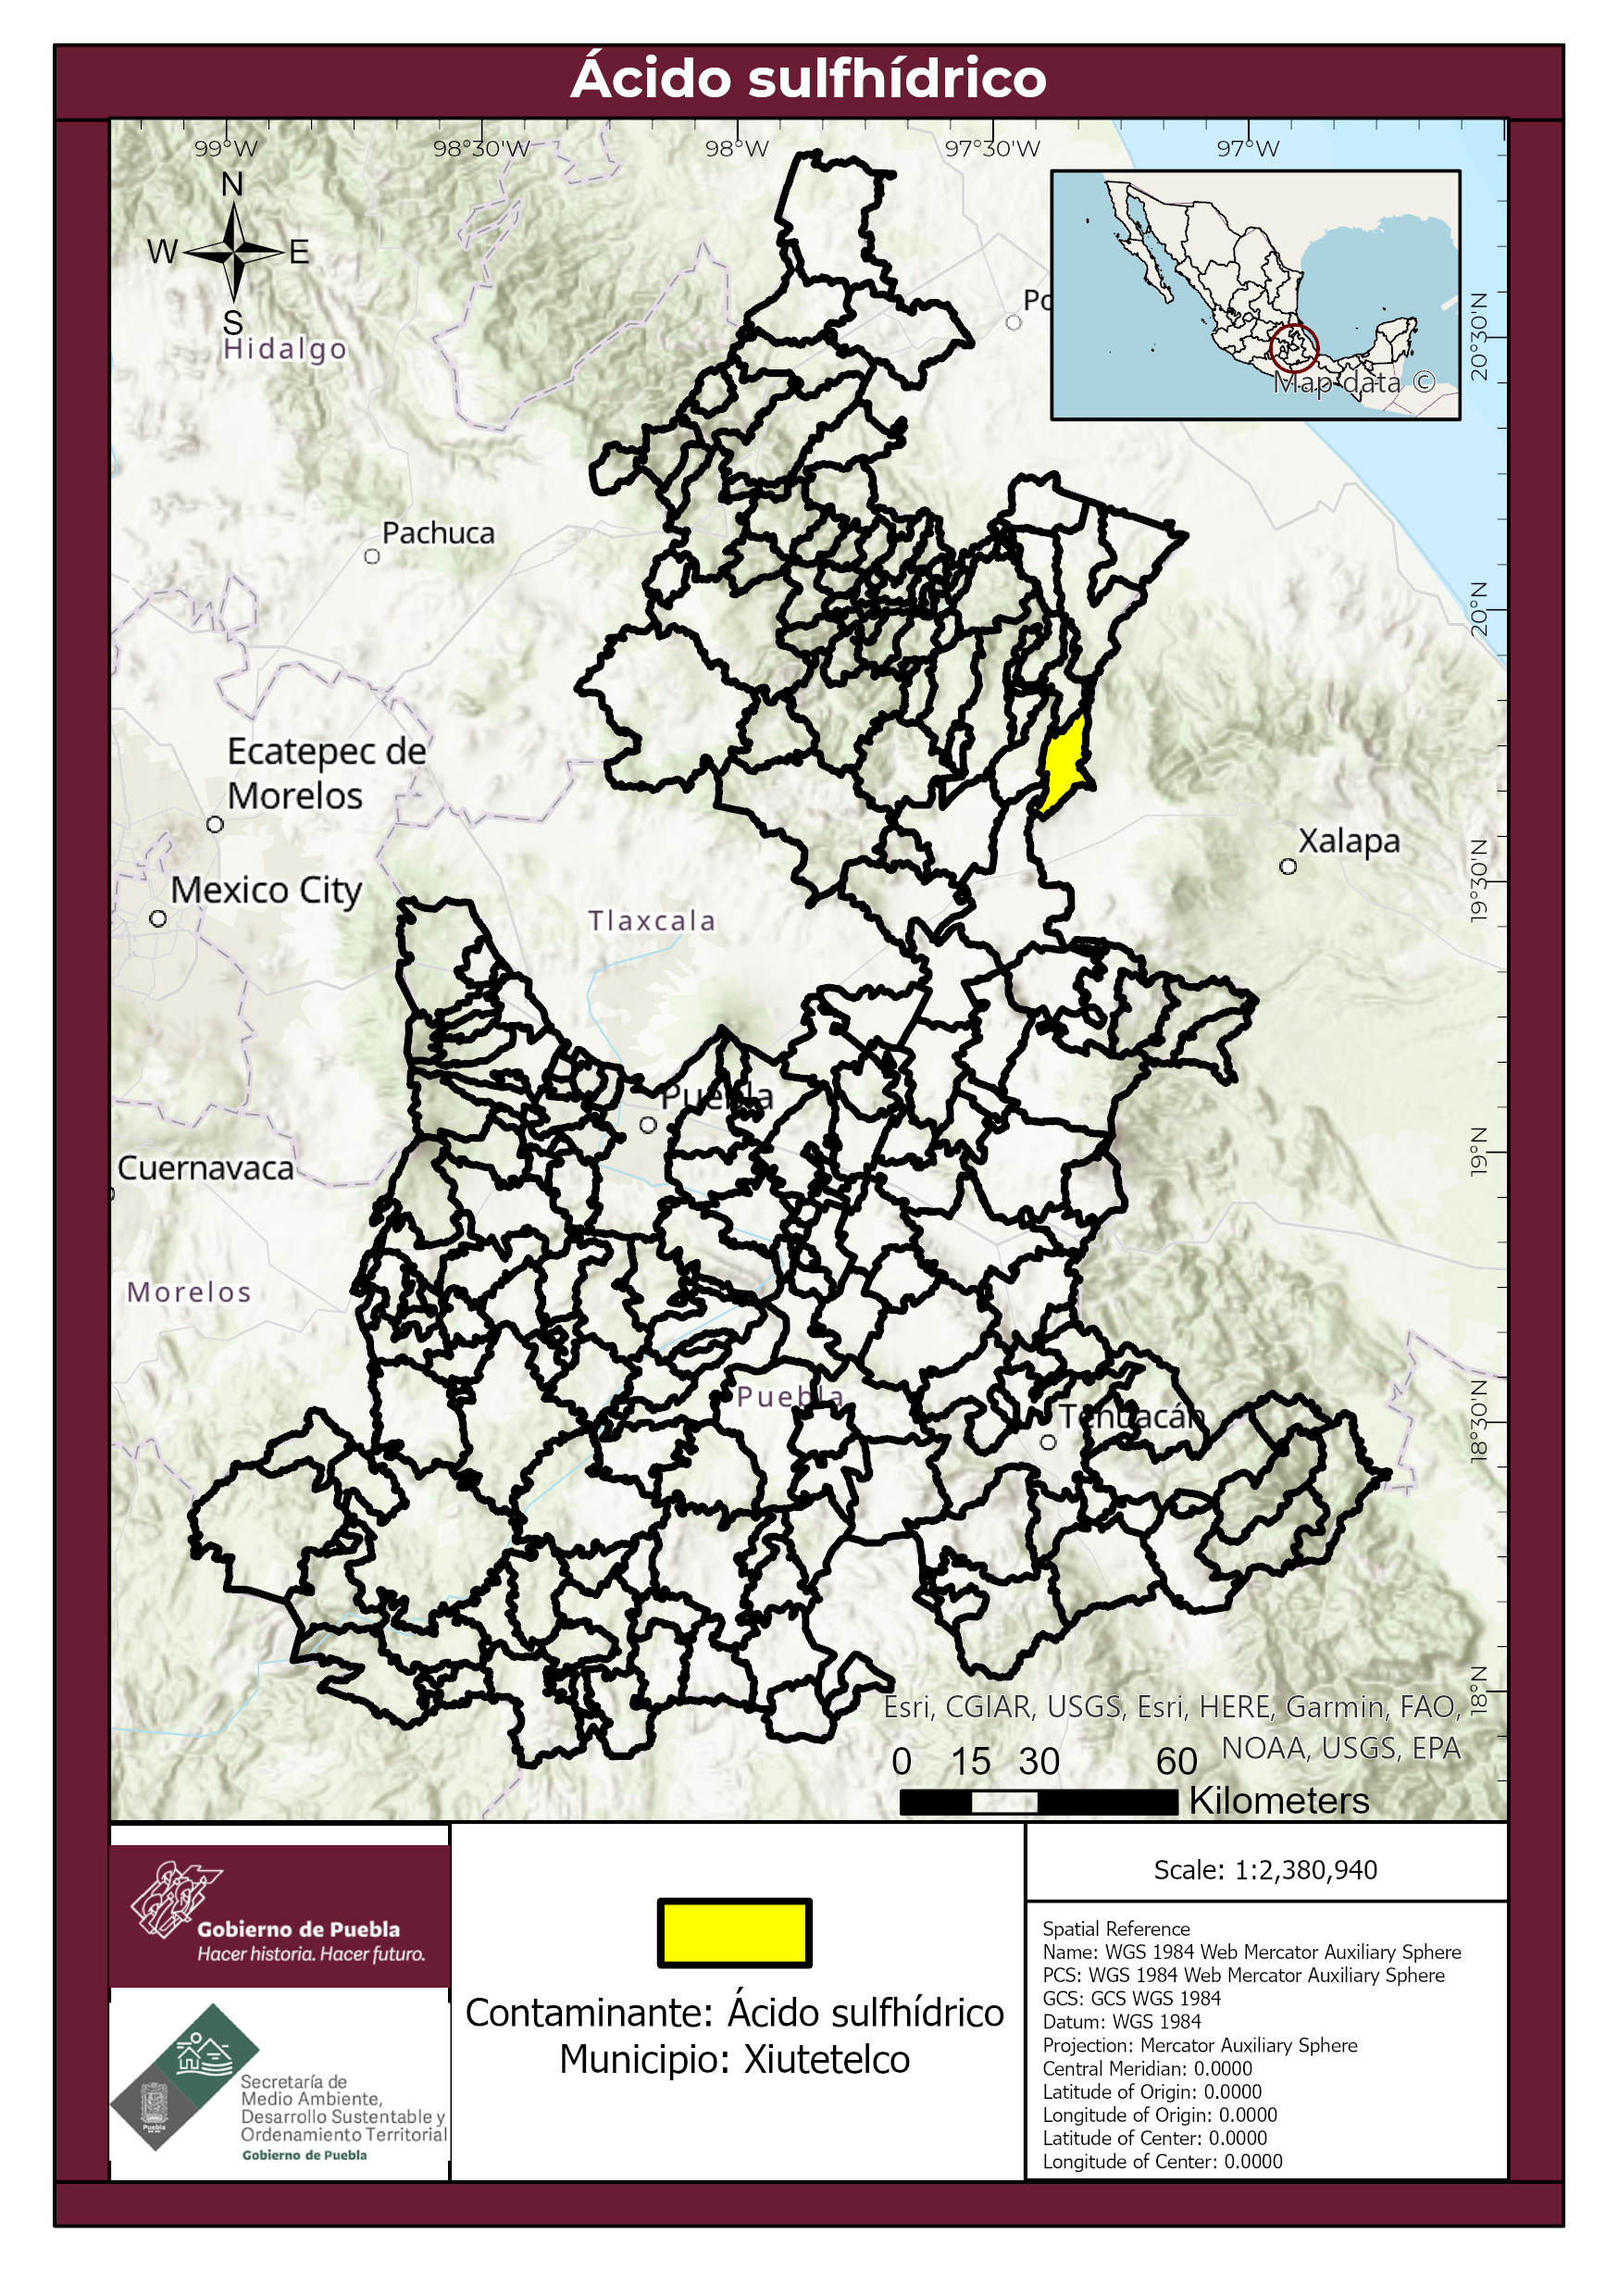 Ácido sulfhídrico
99°W
98°30'W
98°W
97°30'W
97°W
N
W
E
S
Hidalgo
Po
Map data ©
20°30'N
Pachuca
20°N
Ecatepec de
Morelos
Xalapa
Mexico City
19°30'N
Tlaxcala
Puebla
Cuernavaca
19°N
Morelos
Puebla
Tehuacán
18°30'N
18°N
Esri, CGIAR, USGS, Esri, HERE, Garmin, FAO,
NOAA, USGS, EPA
0 15 30 60
Kilometers
Gobierno de Puebla
Hacer historia. Hacer futuro.
Puebla
Secretaría de
Medio Ambiente,
Desarrollo Sustentable y
Ordenamiento Territorial
Gobierno de Puebla
Contaminante: Ácido sulfhídrico
Municipio: Xiutetelco
Scale: 1:2,380,940
Spatial Reference
Name: WGS 1984 Web Mercator Auxiliary Sphere
PCS: WGS 1984 Web Mercator Auxiliary Sphere
GCS: GCS WGS 1984
Datum: WGS 1984
Projection: Mercator Auxiliary Sphere
Central Meridian: 0.0000
Latitude of Origin: 0.0000
Longitude of Origin: 0.0000
Latitude of Center: 0.0000
Longitude of Center: 0.0000